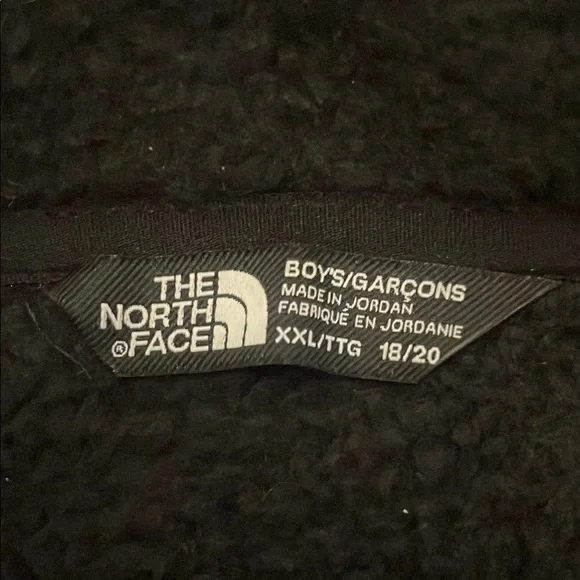 THE
NORTH
®FACE
BOY'S/GARÇONS
MADE IN JORDAN
FABRIQUÉ EN JORDANIE
XXL/TTG 18/20